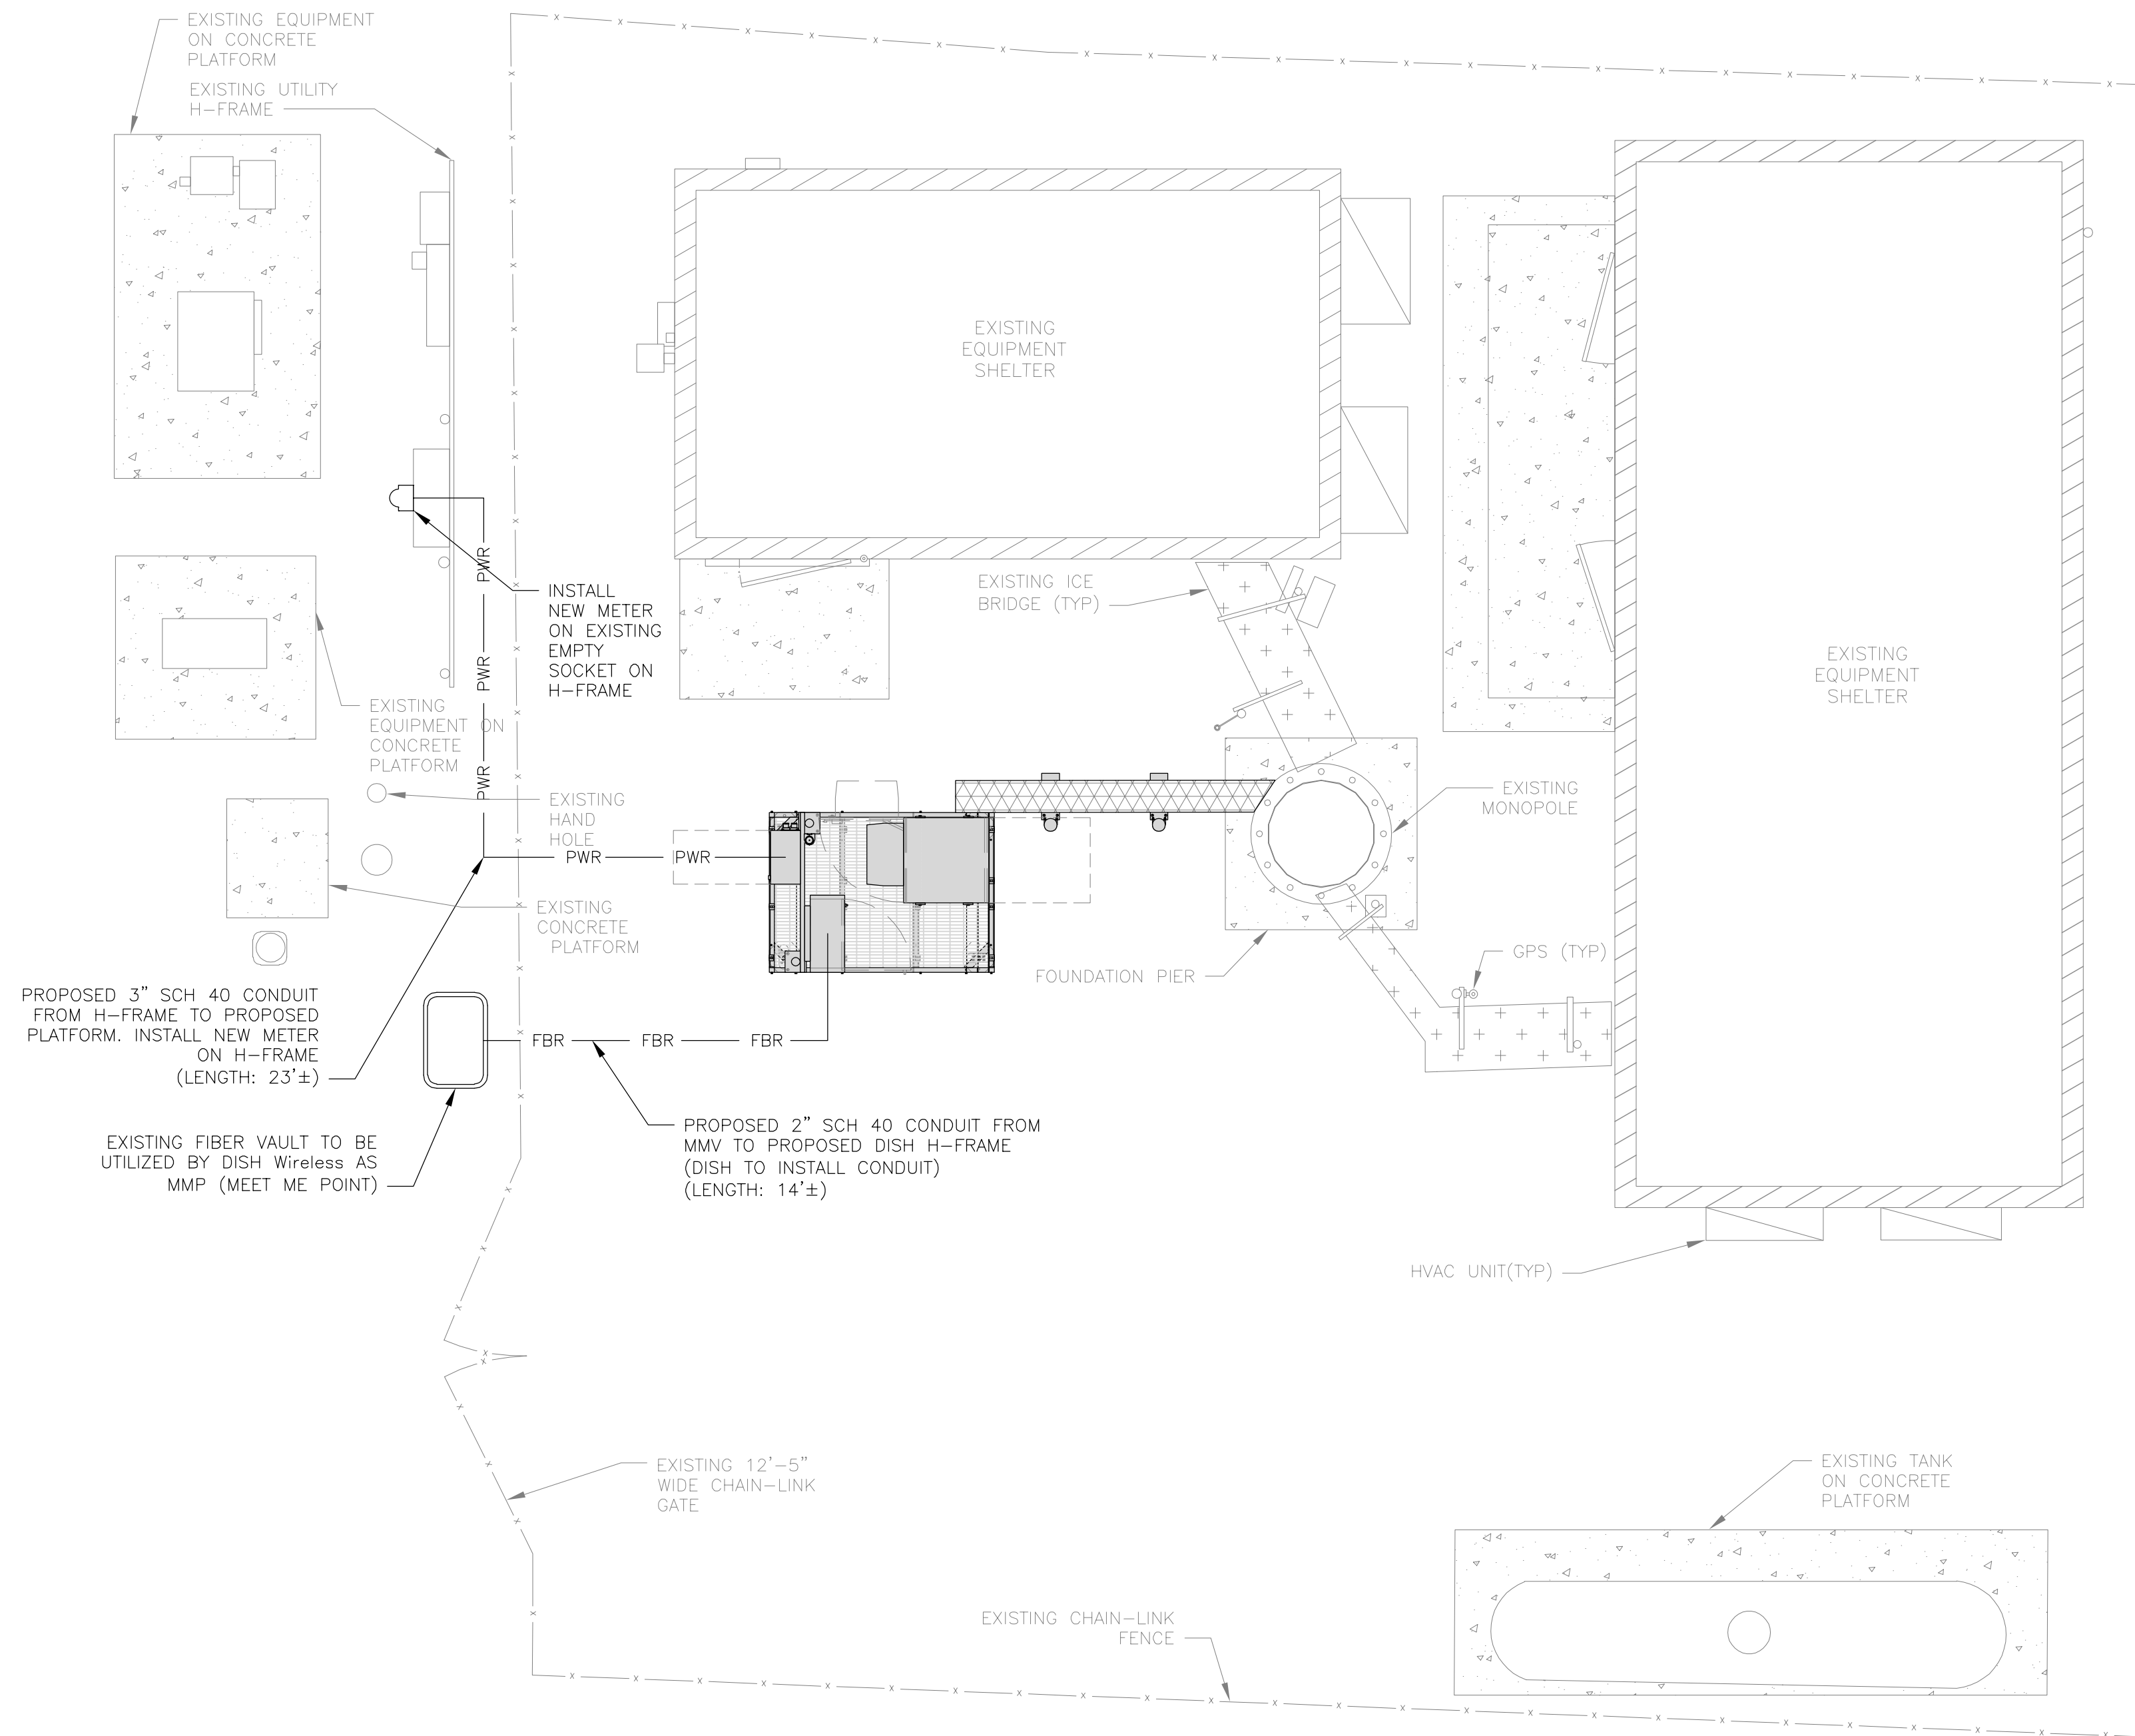 EXISTING EQUIPMENT
ON CONCRETE
PLATFORM
EXISTING UTILITY
H-FRAME
EXISTING
EQUIPMENT
SHELTER
PWR
PWR
PWR
INSTALL
NEW METER
ON EXISTING
EMPTY
SOCKET ON
H-FRAME
EXISTING ICE
BRIDGE (TYP)
EXISTING
EQUIPMENT
SHELTER
EXISTING
EQUIPMENT ON
CONCRETE
PLATFORM
EXISTING
HAND
HOLE
EXISTING
MONOPOLE
PWR
PWR
EXISTING
CONCRETE
PLATFORM
GPS (TYP)
FOUNDATION PIER
PROPOSED 3" SCH 40 CONDUIT
FROM H-FRAME TO PROPOSED
PLATFORM. INSTALL NEW METER
ON H-FRAME
(LENGTH: 23'±)
FBR
FBR
FBR
PROPOSED 2" SCH 40 CONDUIT FROM
MMV TO PROPOSED DISH H-FRAME
(DISH TO INSTALL CONDUIT)
(LENGTH: 14'±)
EXISTING FIBER VAULT TO BE
UTILIZED BY DISH Wireless AS
MMP (MEET ME POINT)
HVAC UNIT(TYP)
EXISTING 12'-5"
WIDE CHAIN-LINK
GATE
EXISTING TANK
ON CONCRETE
PLATFORM
EXISTING CHAIN-LINK
FENCE